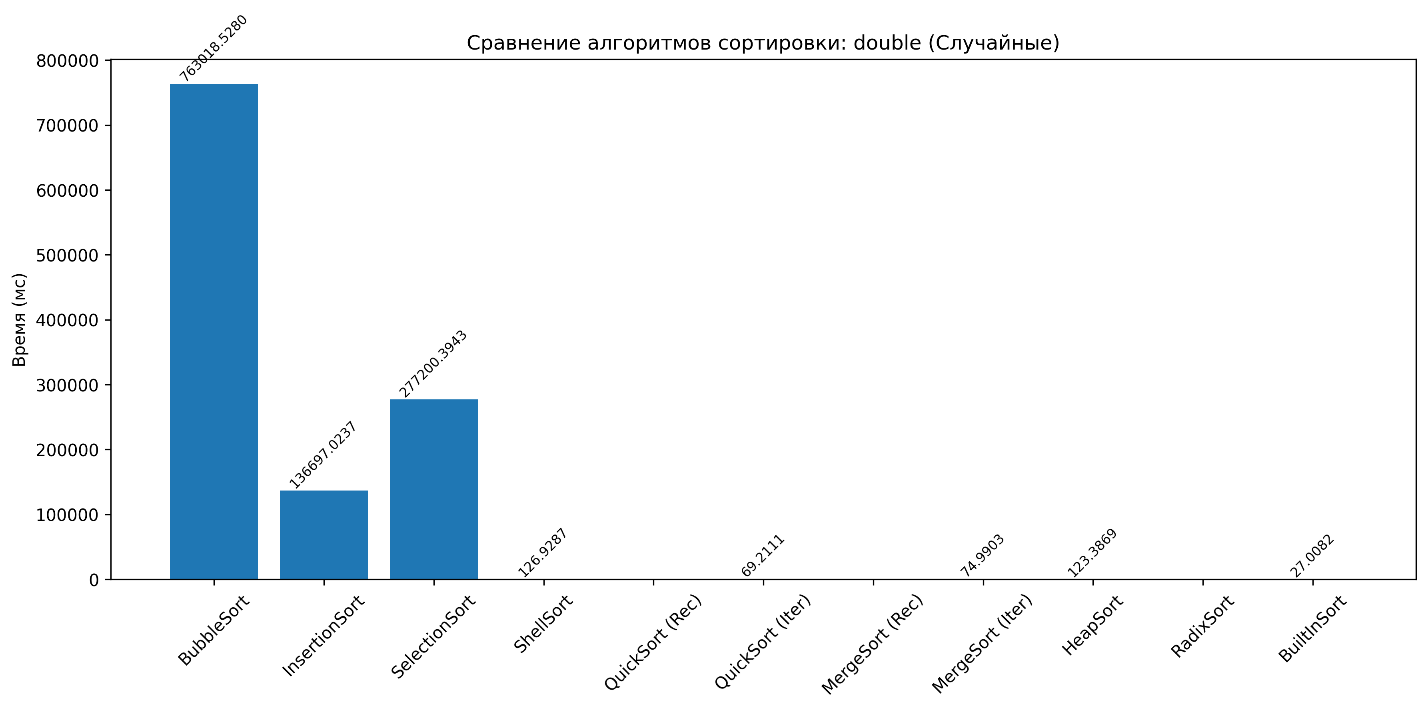 Сравнение алгоритмов сортировки: double (Случайные)
Время (мс)
800000
700000
600000
500000
400000
300000
200000
100000
0
763018.5280
136697.0237
277200.3943
126.9287
69.2111
74.9903
123.3869
27.0082
BubbleSort
InsertionSort
SelectionSort
ShellSort
QuickSort (Rec)
QuickSort (Iter)
MergeSort (Rec)
MergeSort (Iter)
HeapSort
RadixSort
BuiltInSort